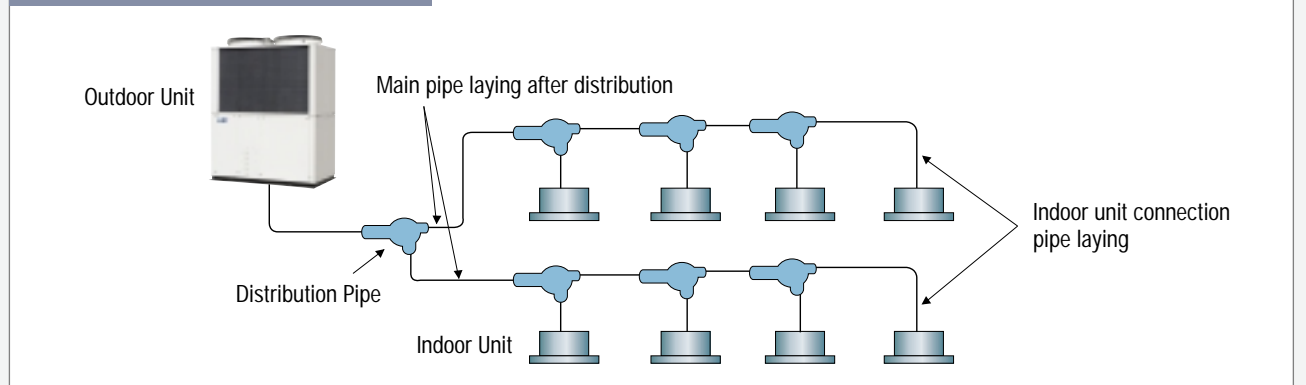 Outdoor Unit
Main pipe laying after distribution
Distribution Pipe
Indoor unit connection
pipe laying
Indoor Unit